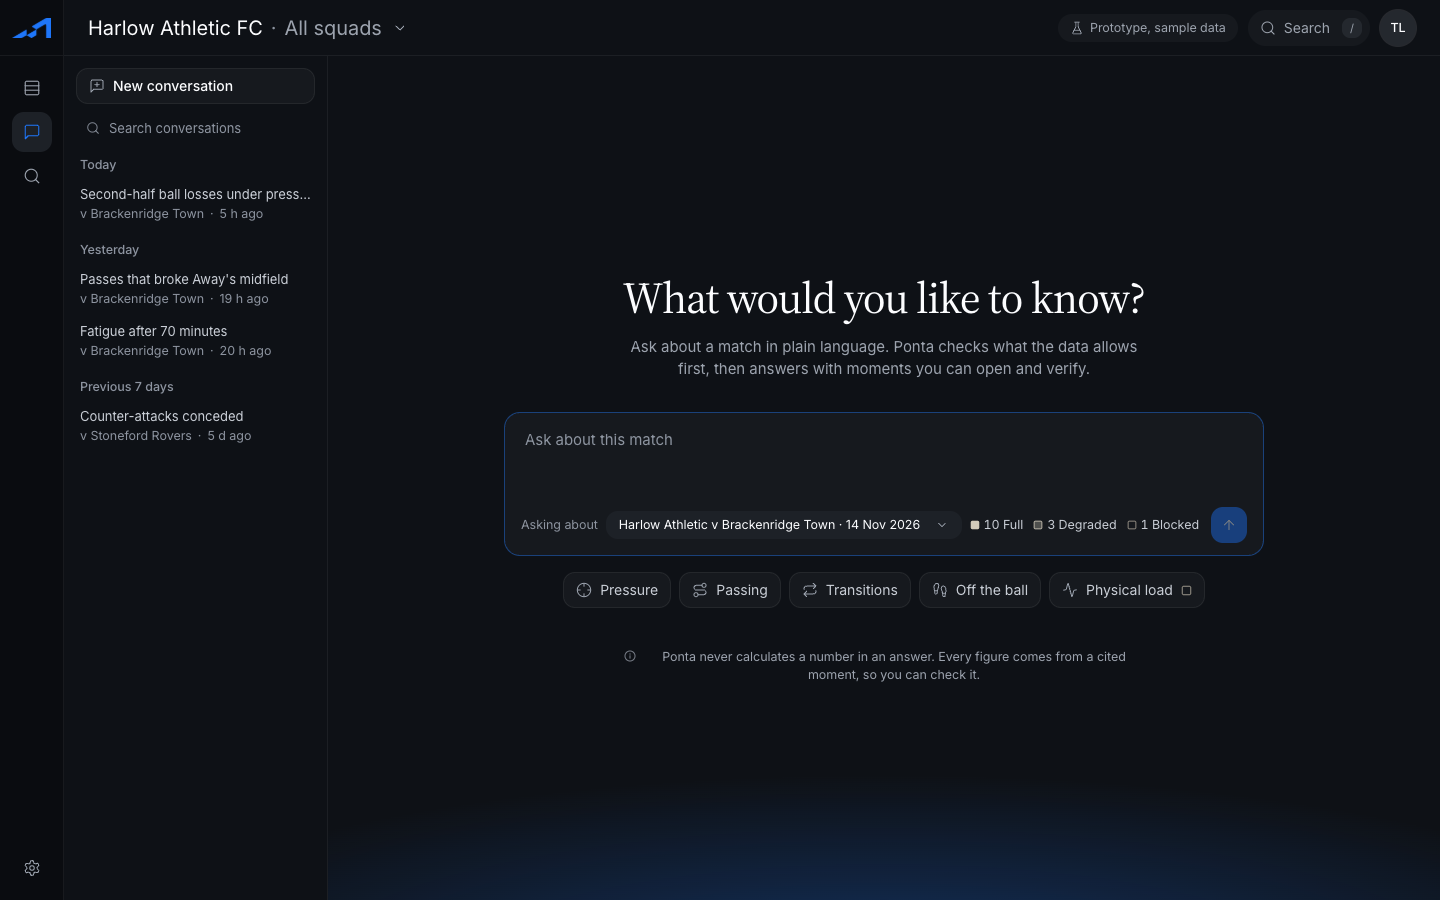 Harlow Athletic FC · All squads
Prototype, sample data
Search /
TL
New conversation
Search conversations
Today
Second-half ball losses under press...
v Brackenridge Town · 5 h ago
Yesterday
Passes that broke Away's midfield
v Brackenridge Town · 19 h ago
Fatigue after 70 minutes
v Brackenridge Town · 20 h ago
Previous 7 days
Counter-attacks conceded
v Stoneford Rovers · 5 d ago
What would you like to know?
Ask about a match in plain language. Ponta checks what the data allows
first, then answers with moments you can open and verify.
Ask about this match
Asking about Harlow Athletic v Brackenridge Town · 14 Nov 2026 10 Full 3 Degraded 1 Blocked
Pressure Passing Transitions Off the ball Physical load
Ponta never calculates a number in an answer. Every figure comes from a cited
moment, so you can check it.